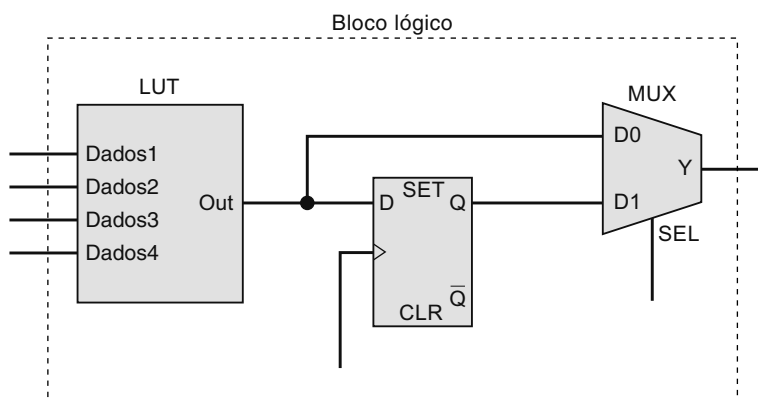 Bloco lógico
LUT
MUX
Dados1
Dados2
Dados3
Dados4
Out
D
SET
Q
Q̅
CLR
D0
D1
Y
SEL